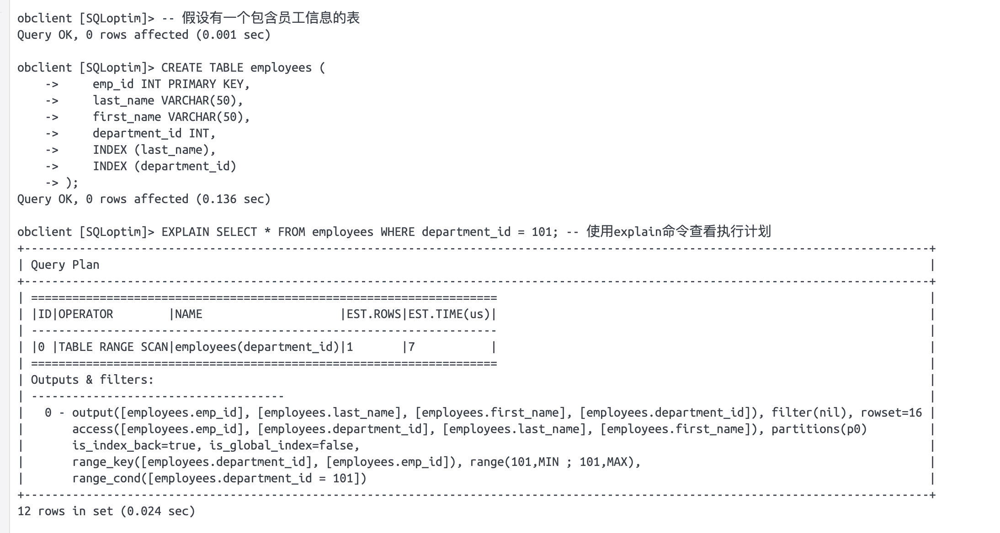 obclient [SQLoptim]> -- 假设有一个包含员工信息的表
Query OK, 0 rows affected (0.001 sec)

obclient [SQLoptim]> CREATE TABLE employees (
    ->     emp_id INT PRIMARY KEY,
    ->     last_name VARCHAR(50),
    ->     first_name VARCHAR(50),
    ->     department_id INT,
    ->     INDEX (last_name),
    ->     INDEX (department_id)
    -> );
Query OK, 0 rows affected (0.136 sec)

obclient [SQLoptim]> EXPLAIN SELECT * FROM employees WHERE department_id = 101; -- 使用explain命令查看执行计划
+------------------------------------------------------------------------------------------------------------------------------------+
| Query Plan                                                                                                                         |
+------------------------------------------------------------------------------------------------------------------------------------+
| ====================================================================                                                               |
| |ID|OPERATOR        |NAME                    |EST.ROWS|EST.TIME(us)|                                                               |
| --------------------------------------------------------------------                                                               |
| |0 |TABLE RANGE SCAN|employees(department_id)|1       |7           |                                                               |
| ====================================================================                                                               |
| Outputs & filters:                                                                                                                 |
| -------------------------------------                                                                                              |
|   0 - output([employees.emp_id], [employees.last_name], [employees.first_name], [employees.department_id]), filter(nil), rowset=16 |
|       access([employees.emp_id], [employees.department_id], [employees.last_name], [employees.first_name]), partitions(p0)         |
|       is_index_back=true, is_global_index=false,                                                                                   |
|       range_key([employees.department_id], [employees.emp_id]), range(101,MIN ; 101,MAX),                                          |
|       range_cond([employees.department_id = 101])                                                                                  |
+------------------------------------------------------------------------------------------------------------------------------------+
12 rows in set (0.024 sec)